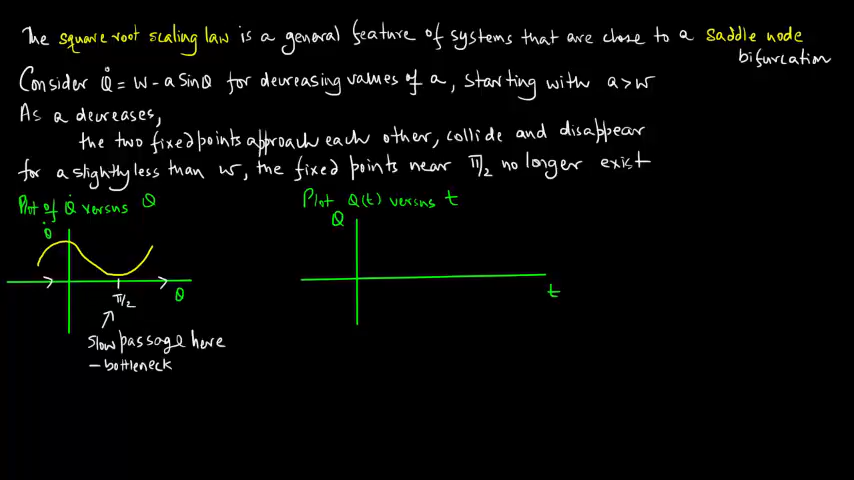 The square root scaling law is a general feature of systems that are close to a saddle node
bifurcation
Consider Q̇ = w - a sinQ for decreasing values of a, starting with a > w
As a decreases,
the two fixed points approach each other, collide and disappear
for a slightly less than w, the fixed points near π/2 no longer exist
Plot of Q̇ versus Q
Plot Q(t) versus t
Q̇
Q
π/2
Q
t
slow passage here
- bottleneck